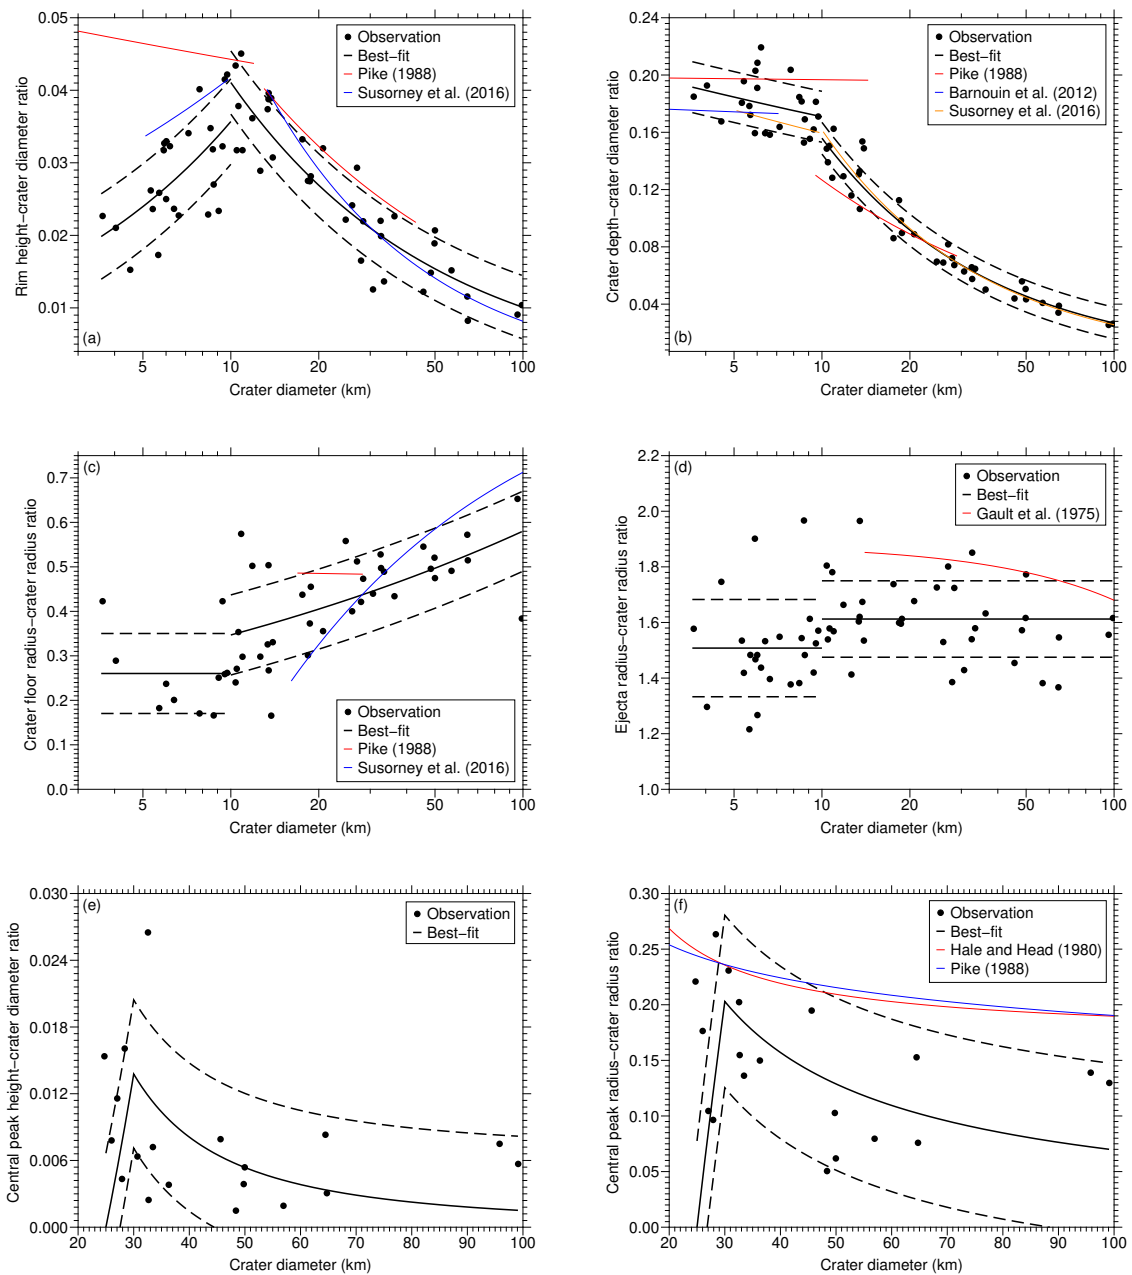 Rim height−crater diameter ratio
0.05
0.04
0.03
0.02
0.01
Observation
Best−fit
Pike (1988)
Susorney et al. (2016)
(a)
5
10
20
50
100
Crater diameter (km)
Crater depth−crater diameter ratio
0.24
0.20
0.16
0.12
0.08
0.04
Observation
Best−fit
Pike (1988)
Barnouin et al. (2012)
Susorney et al. (2016)
(b)
5
10
20
50
100
Crater diameter (km)
Crater floor radius−crater radius ratio
0.7
0.6
0.5
0.4
0.3
0.2
0.1
0.0
(c)
Observation
Best−fit
Pike (1988)
Susorney et al. (2016)
5
10
20
50
100
Crater diameter (km)
Ejecta radius−crater radius ratio
2.2
2.0
1.8
1.6
1.4
1.2
1.0
(d)
Observation
Best−fit
Gault et al. (1975)
5
10
20
50
100
Crater diameter (km)
Central peak height−crater diameter ratio
0.030
0.024
0.018
0.012
0.006
0.000
(e)
Observation
Best−fit
20
30
40
50
60
70
80
90
100
Crater diameter (km)
Central peak radius−crater radius ratio
0.30
0.25
0.20
0.15
0.10
0.05
0.00
(f)
Observation
Best−fit
Hale and Head (1980)
Pike (1988)
20
30
40
50
60
70
80
90
100
Crater diameter (km)